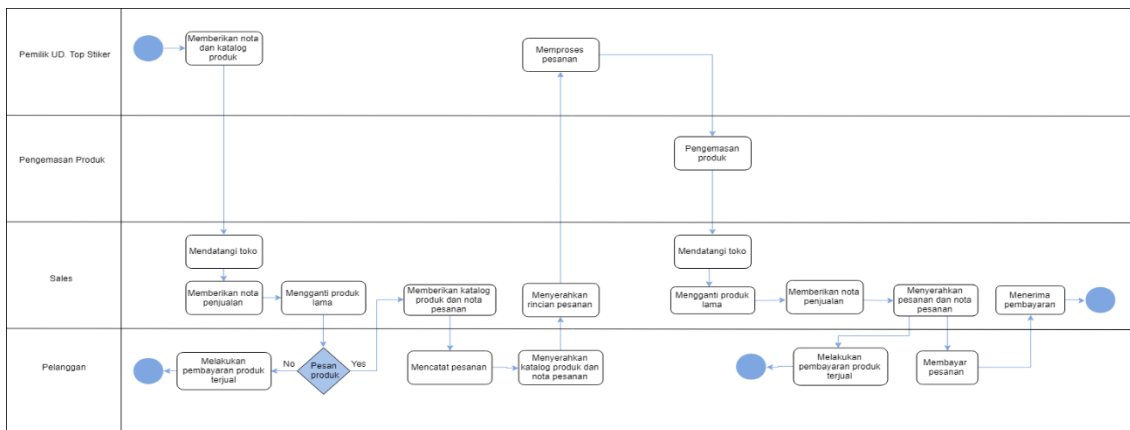 Pemilik UD. Top Stiker
Memberikan nota
dan katalog
produk
Memproses
pesanan
Pengemasan Produk
Pengemasan
produk
Sales
Mendatangi toko
Memberikan nota
penjualan
Mengganti produk
lama
Memberikan katalog
produk dan nota
pesanan
Menyerahkan
rincian pesanan
Mendatangi toko
Mengganti produk
lama
Memberikan nota
penjualan
Menyerahkan
pesanan dan nota
pesanan
Menerima
pembayaran
Pelanggan
Melakukan
pembayaran produk
terjual
No
Pesan
produk
Yes
Mencatat pesanan
Menyerahkan
katalog produk dan
nota pesanan
Melakukan
pembayaran produk
terjual
Membayar
pesanan